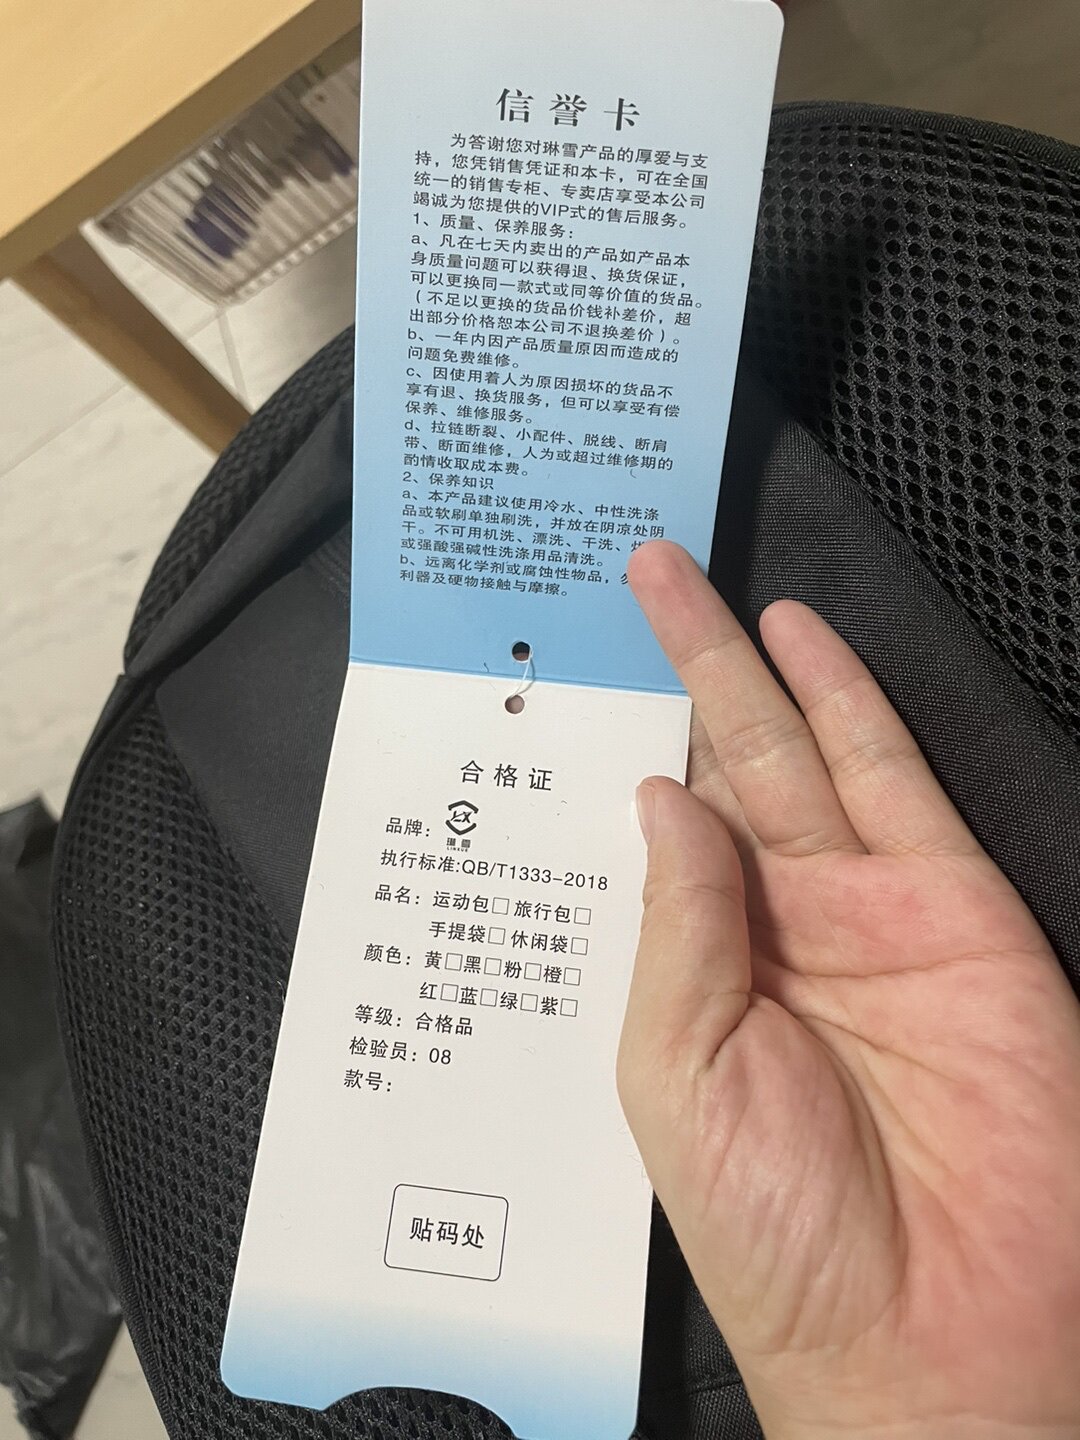 信誉卡
为答谢您对琳雪产品的厚爱与支
持，您凭销售凭证和本卡，可在全国
统一的销售专柜、专卖店享受本公司
竭诚为您提供的VIP式的售后服务。
1、质量、保养服务：
a、凡在七天内卖出的产品如产品本
身质量问题可以获得退、换货保证，
可以更换同一款式或同等价值的货品。
（不足以更换的货品价钱补差价，超
出部分价格恕本公司不退换差价）。
b、一年内因产品质量原因而造成的
问题免费维修。
c、因使用着人为原因损坏的货品不
享有退、换货服务，但可以享受有偿
保养、维修服务。
d、拉链断裂、小配件、脱线、断肩
带、断面维修，人为或超过维修期的
酌情收取成本费。
2、保养知识
a、本产品建议使用冷水、中性洗涤
品或软刷单独刷洗，并放在阴凉处阴
干。不可用机洗、漂洗、干洗、
或强酸强碱性洗涤用品清洗。
b、远离化学剂或腐蚀性物品，
利器及硬物接触与摩擦。
合格证
品牌： LX
琳雪
LINXUE
执行标准:QB/T1333-2018
品名：运动包□旅行包□
手提袋□休闲袋□
颜色：黄□黑□粉□橙□
红□蓝□绿□紫□
等级：合格品
检验员：08
款号：
贴码处